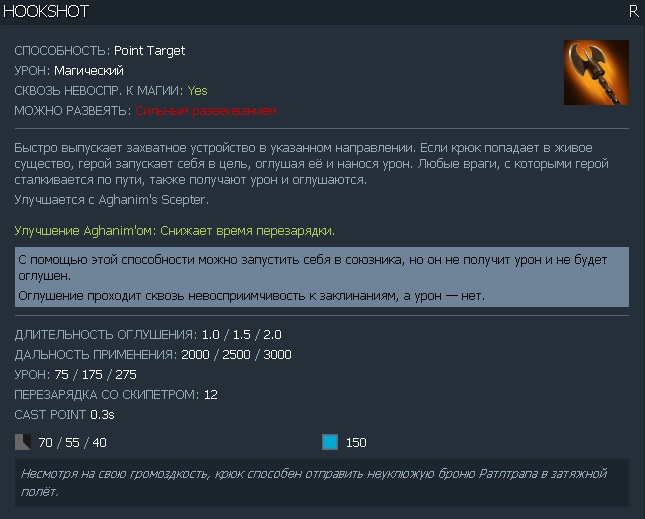 HOOKSHOT R
СПОСОБНОСТЬ: Point Target
УРОН: Магический
СКВОЗЬ НЕВОСПР. К МАГИИ: Yes
МОЖНО РАЗВЕЯТЬ: Сильным развеиванием
Быстро выпускает захватное устройство в указанном направлении. Если крюк попадает в живое
существо, герой запускает себя в цель, оглушая её и нанося урон. Любые враги, с которыми герой
сталкивается по пути, также получают урон и оглушаются.
Улучшается с Aghanim's Scepter.
Улучшение Aghanim'ом: Снижает время перезарядки.
С помощью этой способности можно запустить себя в союзника, но он не получит урон и не будет
оглушен.
Оглушение проходит сквозь невосприимчивость к заклинаниям, а урон — нет.
ДЛИТЕЛЬНОСТЬ ОГЛУШЕНИЯ: 1.0 / 1.5 / 2.0
ДАЛЬНОСТЬ ПРИМЕНЕНИЯ: 2000 / 2500 / 3000
УРОН: 75 / 175 / 275
ПЕРЕЗАРЯДКА СО СКИПЕТРОМ: 12
CAST POINT 0.3s
70 / 55 / 40 150
Несмотря на свою громоздкость, крюк способен отправить неуклюжую броню Рэтлтрапа в затяжной
полёт.